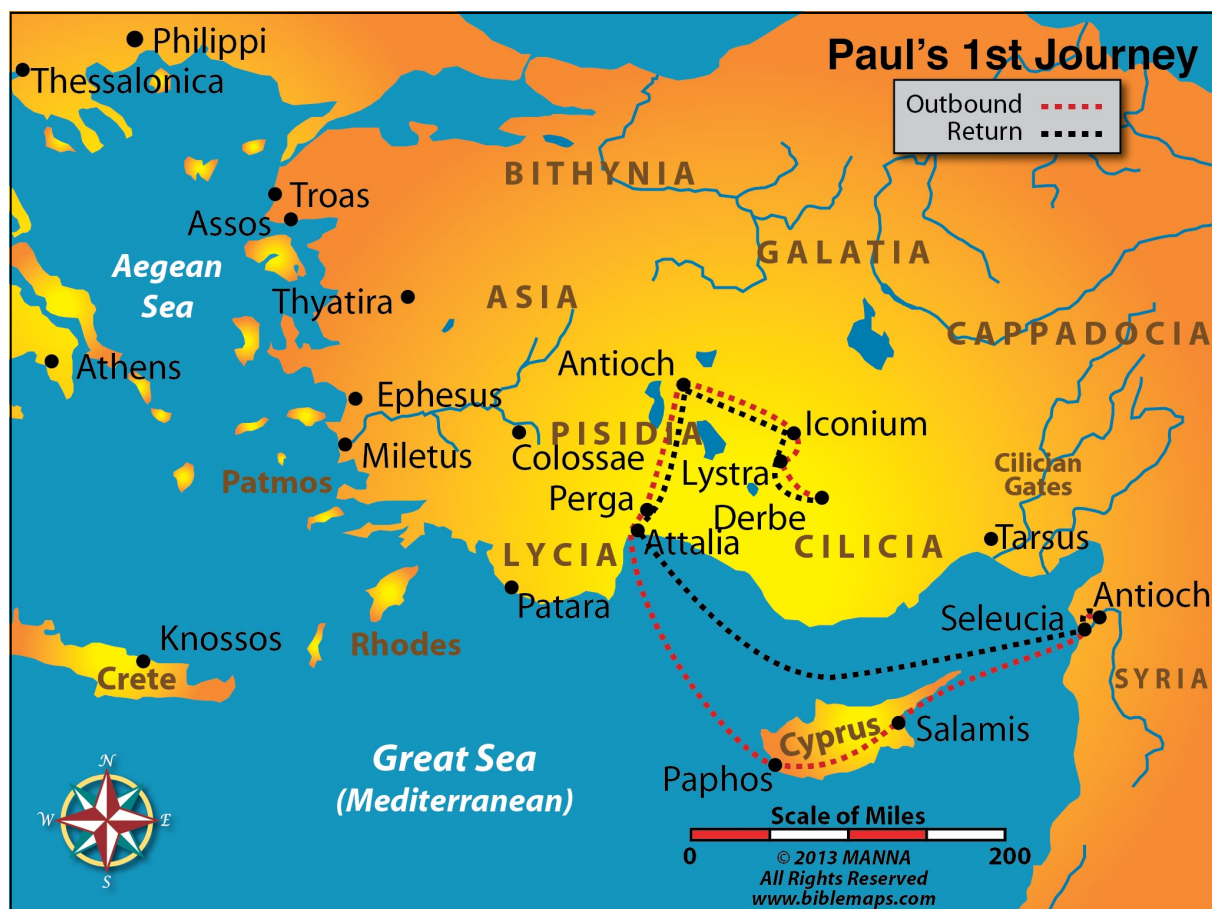 Paul's 1st Journey
Outbound
Return
Philippi
Thessalonica
BITHYNIA
Troas
Assos
GALATIA
Aegean
Sea
Thyatira
ASIA
CAPPADOCIA
Athens
Antioch
Ephesus
Iconium
PISIDIA
Miletus
Colossae
Lystra
Cilician
Gates
Patmos
Perga
Derbe
Attalia
CILICIA
Tarsus
LYCIA
Patara
Antioch
Seleucia
Knossos
Rhodes
Crete
SYRIA
Cyprus
Salamis
Great Sea
(Mediterranean)
Paphos
N
W
E
S
Scale of Miles
0
200
© 2013 MANNA
All Rights Reserved
www.biblemaps.com